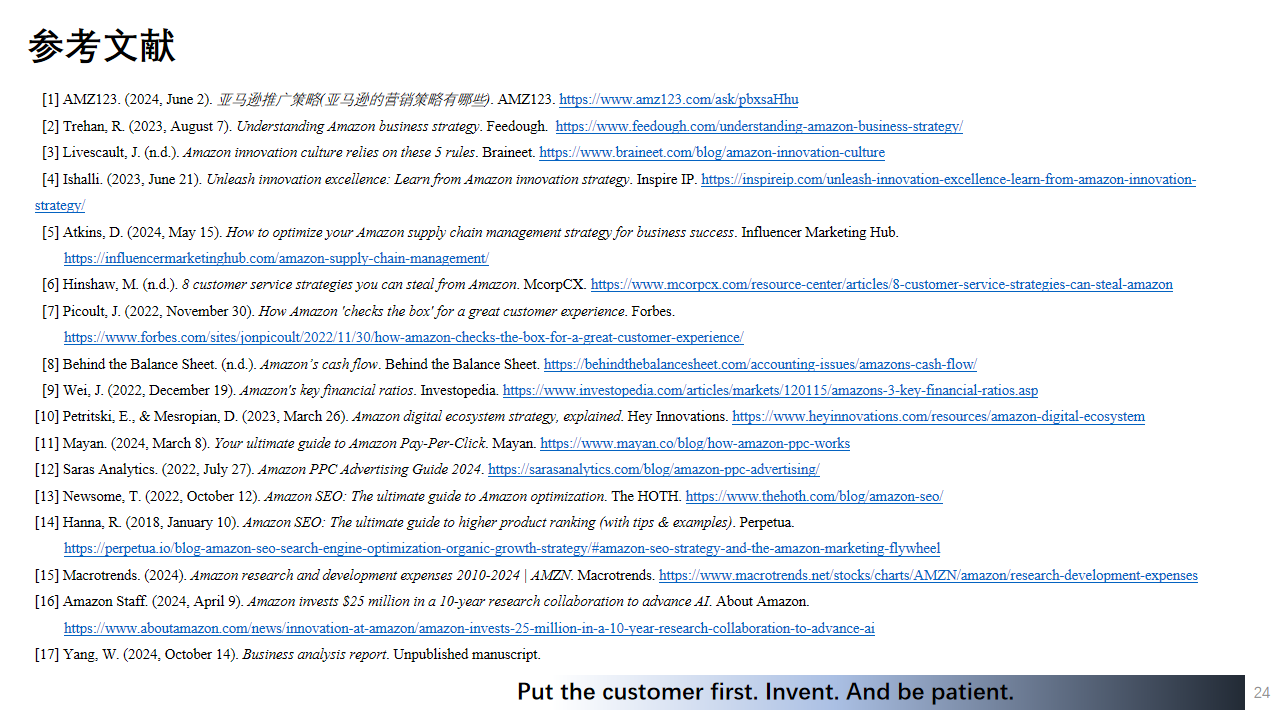 参考文献
[1] AMZ123. (2024, June 2). 亚马逊推广策略(亚马逊的营销策略有哪些). AMZ123. https://www.amz123.com/ask/pbxsaHhu
[2] Trehan, R. (2023, August 7). Understanding Amazon business strategy. Feedough. https://www.feedough.com/understanding-amazon-business-strategy/
[3] Livescault, J. (n.d.). Amazon innovation culture relies on these 5 rules. Braineet. https://www.braineet.com/blog/amazon-innovation-culture
[4] Ishalli. (2023, June 21). Unleash innovation excellence: Learn from Amazon innovation strategy. Inspire IP. https://inspireip.com/unleash-innovation-excellence-learn-from-amazon-innovation-
strategy/
[5] Atkins, D. (2024, May 15). How to optimize your Amazon supply chain management strategy for business success. Influencer Marketing Hub.
https://influencermarketinghub.com/amazon-supply-chain-management/
[6] Hinshaw, M. (n.d.). 8 customer service strategies you can steal from Amazon. McorpCX. https://www.mcorpcx.com/resource-center/articles/8-customer-service-strategies-can-steal-amazon
[7] Picoult, J. (2022, November 30). How Amazon 'checks the box' for a great customer experience. Forbes.
https://www.forbes.com/sites/jonpicoult/2022/11/30/how-amazon-checks-the-box-for-a-great-customer-experience/
[8] Behind the Balance Sheet. (n.d.). Amazon’s cash flow. Behind the Balance Sheet. https://behindthebalancesheet.com/accounting-issues/amazons-cash-flow/
[9] Wei, J. (2022, December 19). Amazon's key financial ratios. Investopedia. https://www.investopedia.com/articles/markets/120115/amazons-3-key-financial-ratios.asp
[10] Petritski, E., & Mesropian, D. (2023, March 26). Amazon digital ecosystem strategy, explained. Hey Innovations. https://www.heyinnovations.com/resources/amazon-digital-ecosystem
[11] Mayan. (2024, March 8). Your ultimate guide to Amazon Pay-Per-Click. Mayan. https://www.mayan.co/blog/how-amazon-ppc-works
[12] Saras Analytics. (2022, July 27). Amazon PPC Advertising Guide 2024. https://sarasanalytics.com/blog/amazon-ppc-advertising/
[13] Newsome, T. (2022, October 12). Amazon SEO: The ultimate guide to Amazon optimization. The HOTH. https://www.thehoth.com/blog/amazon-seo/
[14] Hanna, R. (2018, January 10). Amazon SEO: The ultimate guide to higher product ranking (with tips & examples). Perpetua.
https://perpetua.io/blog-amazon-seo-search-engine-optimization-organic-growth-strategy/#amazon-seo-strategy-and-the-amazon-marketing-flywheel
[15] Macrotrends. (2024). Amazon research and development expenses 2010-2024 | AMZN. Macrotrends. https://www.macrotrends.net/stocks/charts/AMZN/amazon/research-development-expenses
[16] Amazon Staff. (2024, April 9). Amazon invests $25 million in a 10-year research collaboration to advance AI. About Amazon.
https://www.aboutamazon.com/news/innovation-at-amazon/amazon-invests-25-million-in-a-10-year-research-collaboration-to-advance-ai
[17] Yang, W. (2024, October 14). Business analysis report. Unpublished manuscript.
Put the customer first. Invent. And be patient.
24